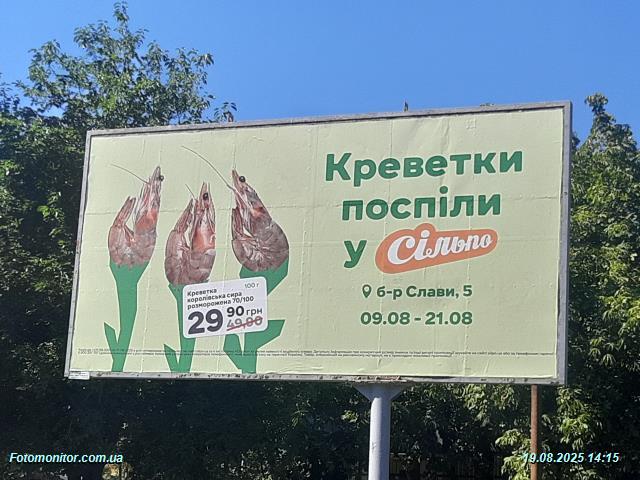 Креветки
поспіли
у Сільпо
б-р Слави, 5
09.08 - 21.08
Креветка 100 г
королівська сира
розморожена 70/100
29 90 грн
49,90
Fotomonitor.com.ua
19.08.2025 14:15